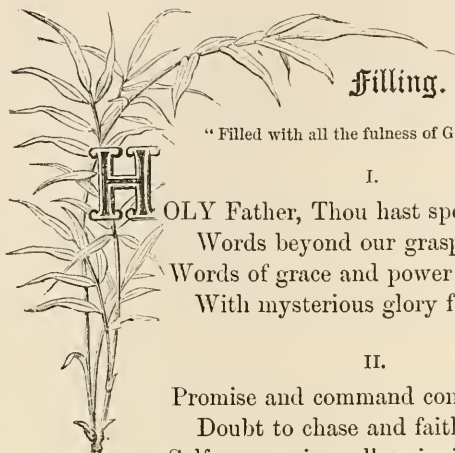 Filling.
"Filled with all the fulness of G
I.
HOLY Father, Thou hast spo
Words beyond our grasp
Words of grace and power
With mysterious glory f
II.
Promise and command com
Doubt to chase and faith